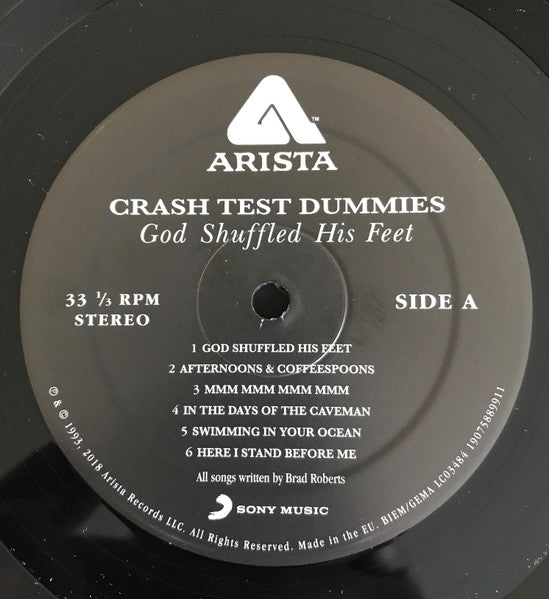 ™
ARISTA
CRASH TEST DUMMIES
God Shuffled His Feet
33 ⅓ RPM
STEREO
SIDE A
1 GOD SHUFFLED HIS FEET
2 AFTERNOONS & COFFEESPOONS
3 MMM MMM MMM MMM
4 IN THE DAYS OF THE CAVEMAN
5 SWIMMING IN YOUR OCEAN
6 HERE I STAND BEFORE ME
All songs written by Brad Roberts
SONY MUSIC
℗ & © 1993, 2018 Arista Records LLC. All Rights Reserved. Made in the EU. BIEM/GEMA LC03484 19075889911